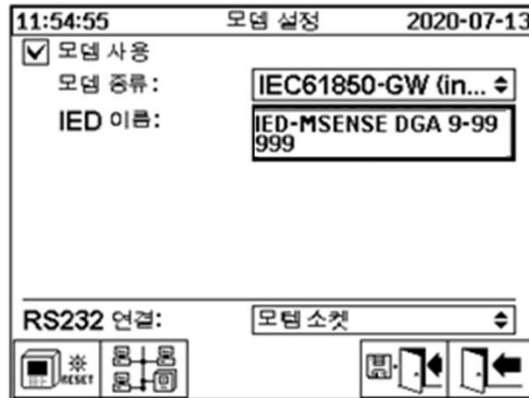 11:54:55 모뎀 설정 2020-07-13
모뎀 사용
모뎀 종류: IEC61850-GW (in...
IED 이름: IED-MSENSE DGA 9-99
999
RS232 연결: 모템 소켓
RESET